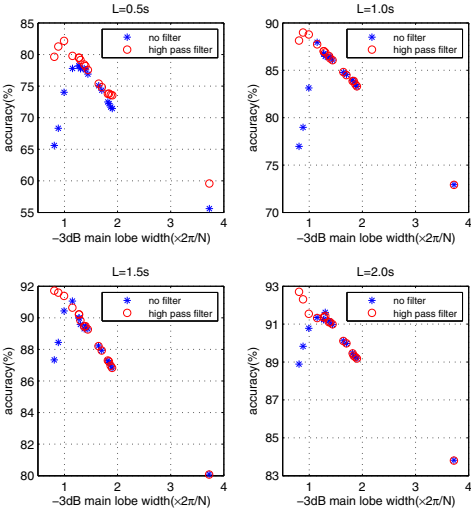 L=0.5s
accuracy(%)
85
80
75
70
65
60
55
no filter
high pass filter
1
2
3
4
−3dB main lobe width(×2π/N)
L=1.0s
accuracy(%)
90
85
80
75
70
no filter
high pass filter
1
2
3
4
−3dB main lobe width(×2π/N)
L=1.5s
accuracy(%)
92
90
88
86
84
82
80
no filter
high pass filter
1
2
3
4
−3dB main lobe width(×2π/N)
L=2.0s
accuracy(%)
93
91
89
87
85
83
no filter
high pass filter
1
2
3
4
−3dB main lobe width(×2π/N)